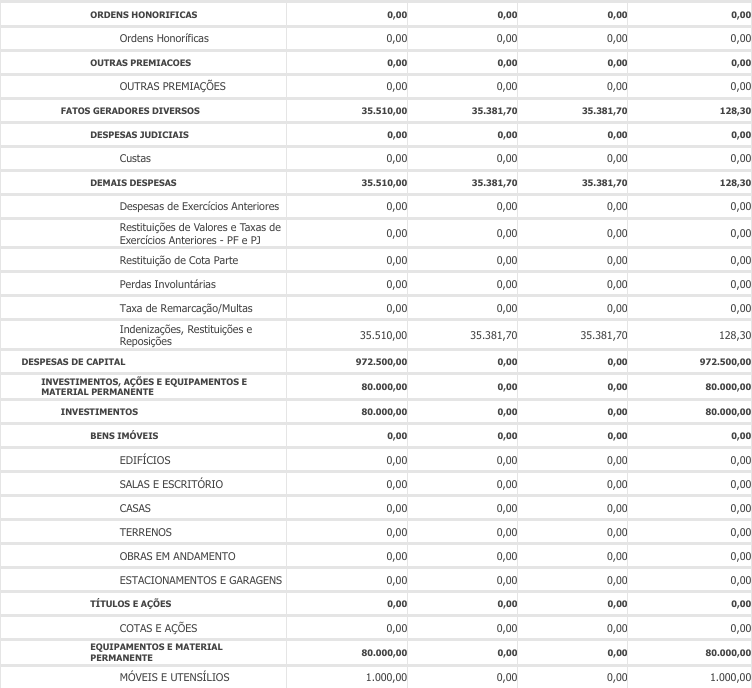 ORDENS HONORIFICAS 0,00 0,00 0,00 0,00
Ordens Honoríficas 0,00 0,00 0,00 0,00
OUTRAS PREMIACOES 0,00 0,00 0,00 0,00
OUTRAS PREMIAÇÕES 0,00 0,00 0,00 0,00
FATOS GERADORES DIVERSOS 35.510,00 35.381,70 35.381,70 128,30
DESPESAS JUDICIAIS 0,00 0,00 0,00 0,00
Custas 0,00 0,00 0,00 0,00
DEMAIS DESPESAS 35.510,00 35.381,70 35.381,70 128,30
Despesas de Exercícios Anteriores 0,00 0,00 0,00 0,00
Restituições de Valores e Taxas de
Exercícios Anteriores - PF e PJ 0,00 0,00 0,00 0,00
Restituição de Cota Parte 0,00 0,00 0,00 0,00
Perdas Involuntárias 0,00 0,00 0,00 0,00
Taxa de Remarcação/Multas 0,00 0,00 0,00 0,00
Indenizações, Restituições e
Reposições 35.510,00 35.381,70 35.381,70 128,30
DESPESAS DE CAPITAL 972.500,00 0,00 0,00 972.500,00
INVESTIMENTOS, AÇÕES E EQUIPAMENTOS E
MATERIAL PERMANENTE 80.000,00 0,00 0,00 80.000,00
INVESTIMENTOS 80.000,00 0,00 0,00 80.000,00
BENS IMÓVEIS 0,00 0,00 0,00 0,00
EDIFÍCIOS 0,00 0,00 0,00 0,00
SALAS E ESCRITÓRIO 0,00 0,00 0,00 0,00
CASAS 0,00 0,00 0,00 0,00
TERRENOS 0,00 0,00 0,00 0,00
OBRAS EM ANDAMENTO 0,00 0,00 0,00 0,00
ESTACIONAMENTOS E GARAGENS 0,00 0,00 0,00 0,00
TÍTULOS E AÇÕES 0,00 0,00 0,00 0,00
COTAS E AÇÕES 0,00 0,00 0,00 0,00
EQUIPAMENTOS E MATERIAL
PERMANENTE 80.000,00 0,00 0,00 80.000,00
MÓVEIS E UTENSÍLIOS 1.000,00 0,00 0,00 1.000,00